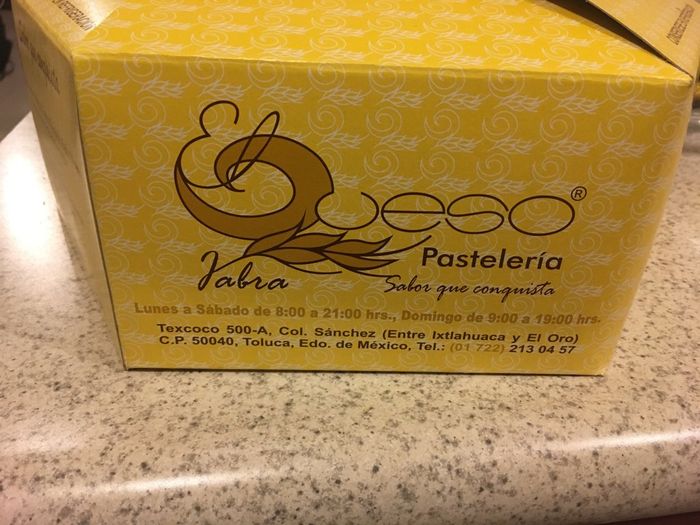 El Queso®
Pastelería
Jabra
Sabor que conquista
Lunes a Sábado de 8:00 a 21:00 hrs., Domingo de 9:00 a 19:00 hrs.
Texcoco 500-A, Col. Sánchez (Entre Ixtlahuaca y El Oro)
C.P. 50040, Toluca, Edo. de México, Tel.: (01 722) 213 04 57